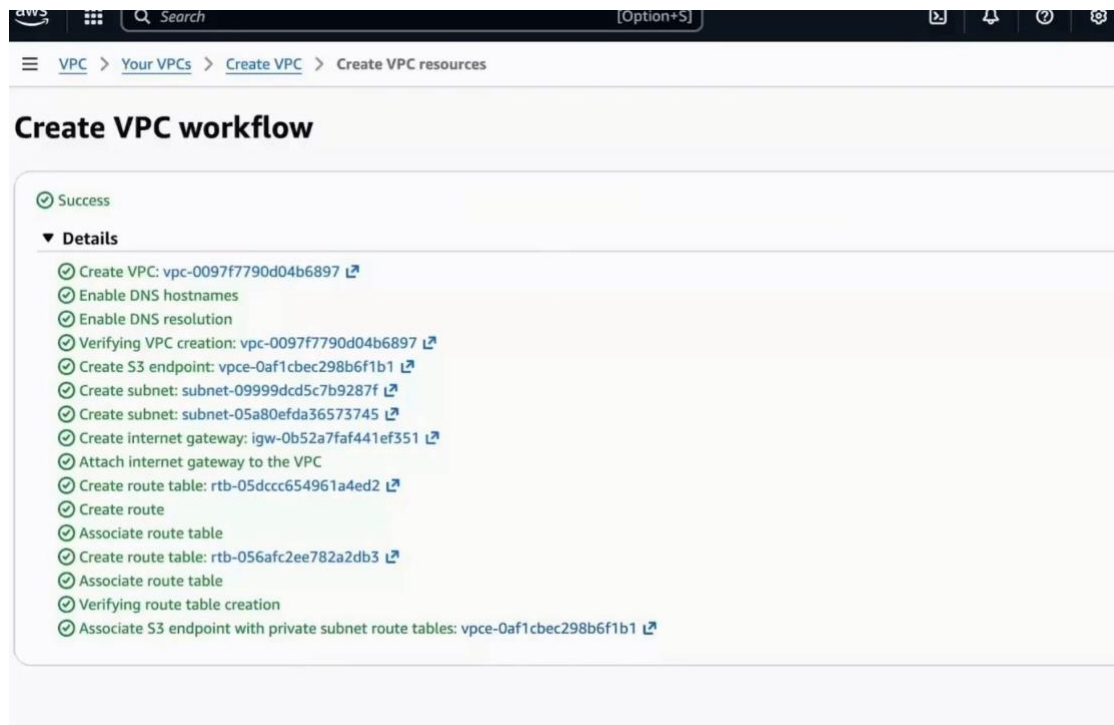 aws
Search [Option+S]
VPC > Your VPCs > Create VPC > Create VPC resources
Create VPC workflow
Success
Details
Create VPC: vpc-0097f7790d04b6897
Enable DNS hostnames
Enable DNS resolution
Verifying VPC creation: vpc-0097f7790d04b6897
Create S3 endpoint: vpce-0af1cbec298b6f1b1
Create subnet: subnet-09999dcd5c7b9287f
Create subnet: subnet-05a80efda36573745
Create internet gateway: igw-0b52a7faf441ef351
Attach internet gateway to the VPC
Create route table: rtb-05dccc654961a4ed2
Create route
Associate route table
Create route table: rtb-056afc2ee782a2db3
Associate route table
Verifying route table creation
Associate S3 endpoint with private subnet route tables: vpce-0af1cbec298b6f1b1